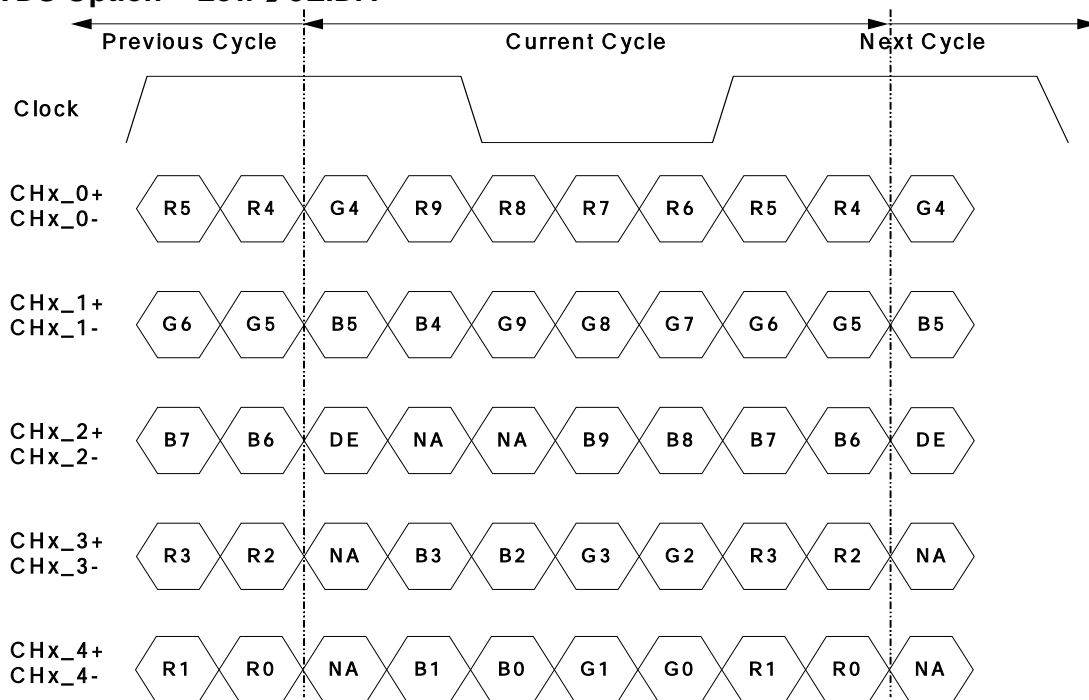 Previous Cycle Current Cycle Next Cycle
Clock
CHx_0+
CHx_0-
R5 R4 G4 R9 R8 R7 R6 R5 R4 G4
CHx_1+
CHx_1-
G6 G5 B5 B4 G9 G8 G7 G6 G5 B5
CHx_2+
CHx_2-
B7 B6 DE NA NA B9 B8 B7 B6 DE
CHx_3+
CHx_3-
R3 R2 NA B3 B2 G3 G2 R3 R2 NA
CHx_4+
CHx_4-
R1 R0 NA B1 B0 G1 G0 R1 R0 NA